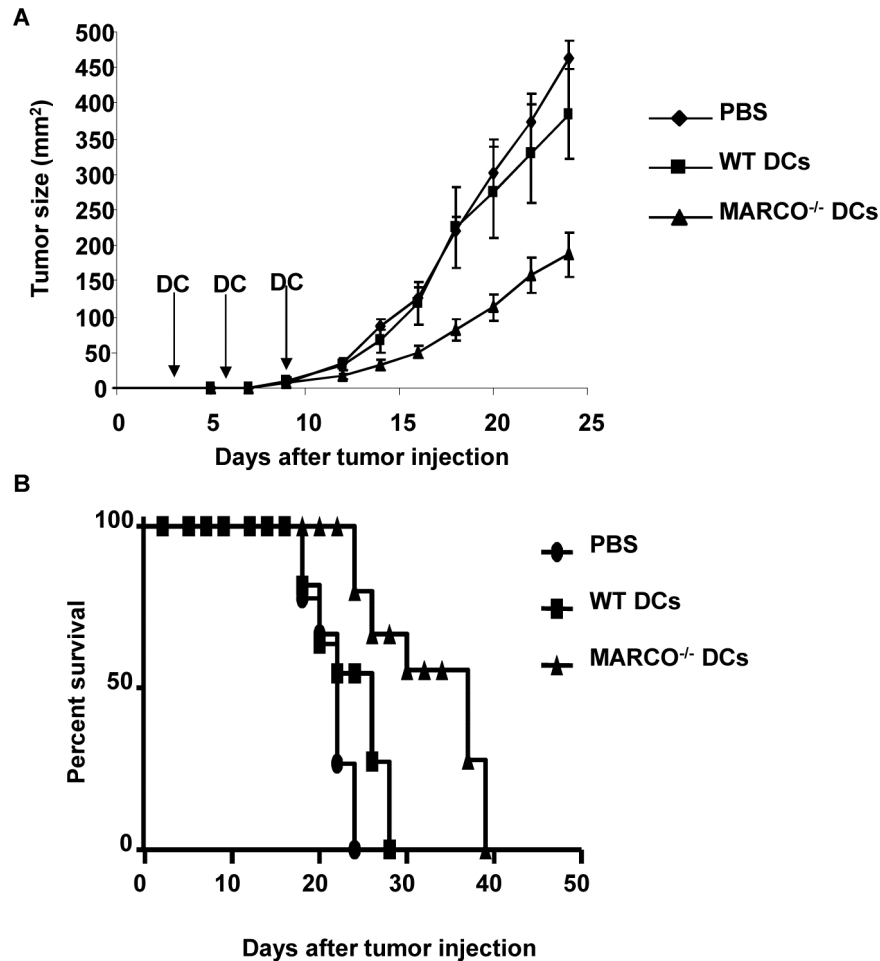 A
500
450
400
350
300
250
200
150
100
50
0
Tumor size (mm²)
DC
DC
DC
0
5
10
15
20
25
Days after tumor injection
PBS
WT DCs
MARCO⁻/⁻ DCs
B
100
50
0
Percent survival
0
10
20
30
40
50
Days after tumor injection
PBS
WT DCs
MARCO⁻/⁻ DCs